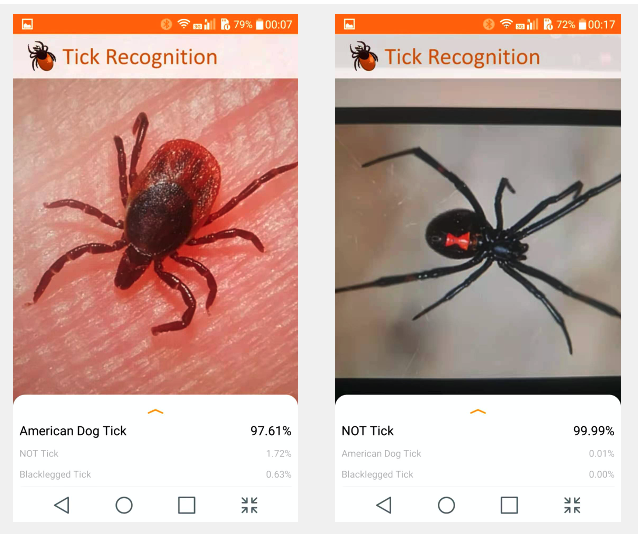 79% 00:07
Tick Recognition
American Dog Tick 97.61%
NOT Tick 1.72%
Blacklegged Tick 0.63%
72% 00:17
Tick Recognition
NOT Tick 99.99%
American Dog Tick 0.01%
Blacklegged Tick 0.00%